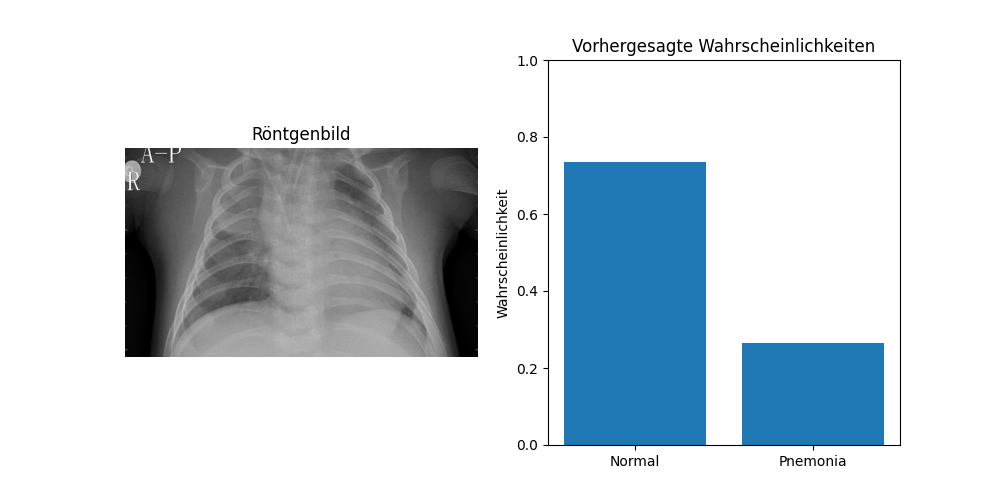 Röntgenbild
A-P
R
Vorhergesagte Wahrscheinlichkeiten
Wahrscheinlichkeit
1.0
0.8
0.6
0.4
0.2
0.0
Normal
Pnemonia